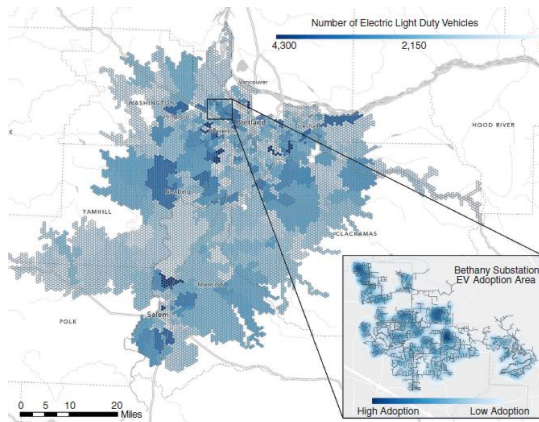 Number of Electric Light Duty Vehicles
4,300 2,150
Vancouver
WASHINGTON
Portland
HOOD RIVER
YAMHILL
CLACKAMAS
Bethany Substation
EV Adoption Area
POLK
Salem
High Adoption Low Adoption
0 5 10 20
Miles